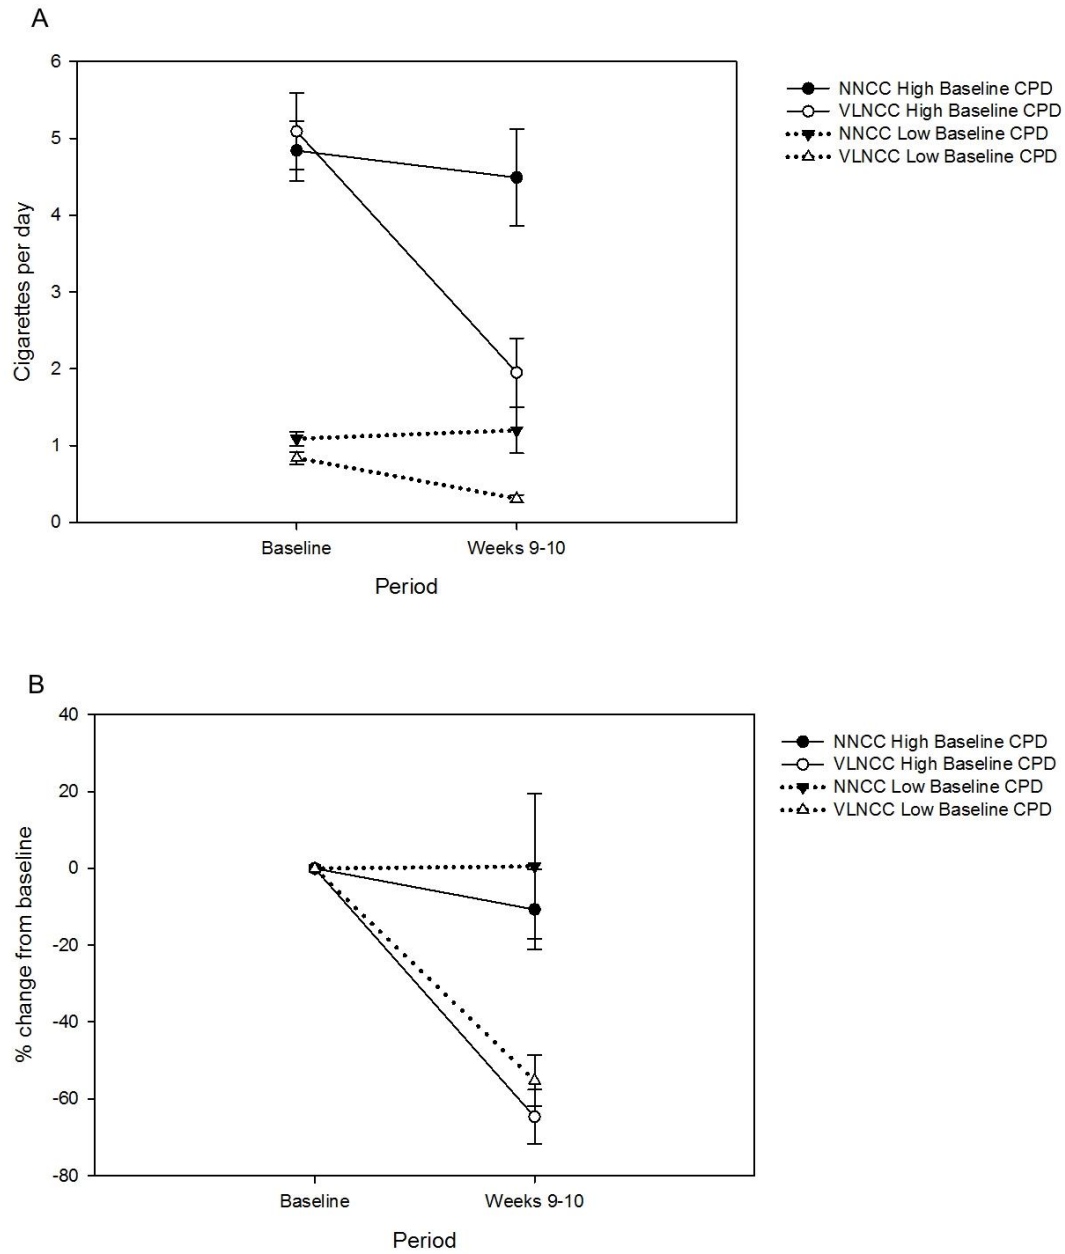 A
6
5
4
3
2
1
0
Cigarettes per day
Baseline
Weeks 9-10
Period
NNCC High Baseline CPD
VLNCC High Baseline CPD
NNCC Low Baseline CPD
VLNCC Low Baseline CPD
B
40
20
0
-20
-40
-60
-80
% change from baseline
Baseline
Weeks 9-10
Period
NNCC High Baseline CPD
VLNCC High Baseline CPD
NNCC Low Baseline CPD
VLNCC Low Baseline CPD